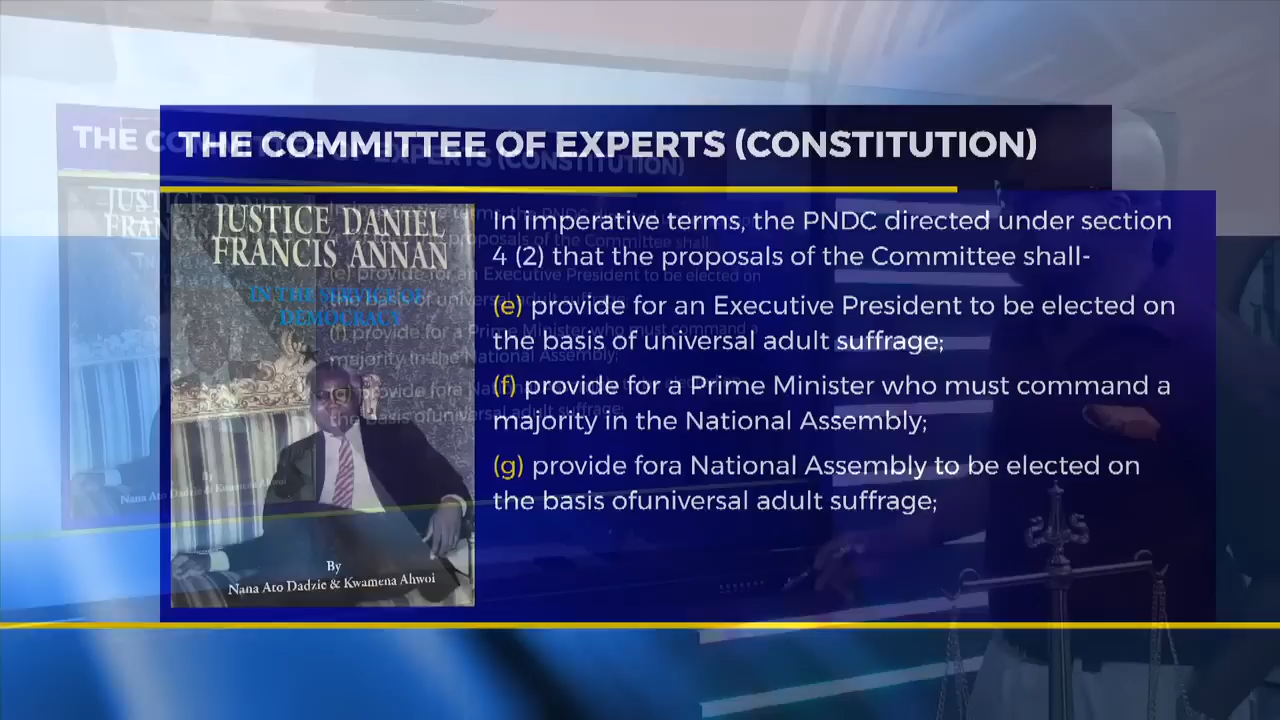 THE COMMITTEE OF EXPERTS (CONSTITUTION)
JUSTICE DANIEL
FRANCIS ANNAN
IN THE SERVICE OF
DEMOCRACY
By
Nana Ato Dadzie & Kwamena Ahwoi
In imperative terms, the PNDC directed under section
4 (2) that the proposals of the Committee shall-
(e) provide for an Executive President to be elected on
the basis of universal adult suffrage;
(f) provide for a Prime Minister who must command a
majority in the National Assembly;
(g) provide fora National Assembly to be elected on
the basis ofuniversal adult suffrage;